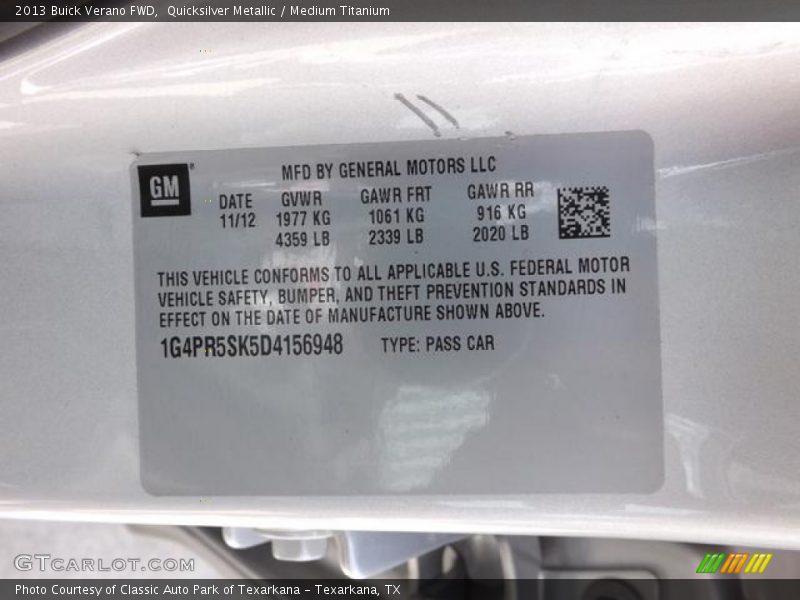 2013 Buick Verano FWD,  Quicksilver Metallic / Medium Titanium
MFD BY GENERAL MOTORS LLC
GM®
DATE GVWR GAWR FRT GAWR RR
11/12 1977 KG 1061 KG 916 KG
4359 LB 2339 LB 2020 LB
THIS VEHICLE CONFORMS TO ALL APPLICABLE U.S. FEDERAL MOTOR
VEHICLE SAFETY, BUMPER, AND THEFT PREVENTION STANDARDS IN
EFFECT ON THE DATE OF MANUFACTURE SHOWN ABOVE.
1G4PR5SK5D4156948 TYPE: PASS CAR
GTCARLOT.COM
Photo Courtesy of Classic Auto Park of Texarkana - Texarkana, TX